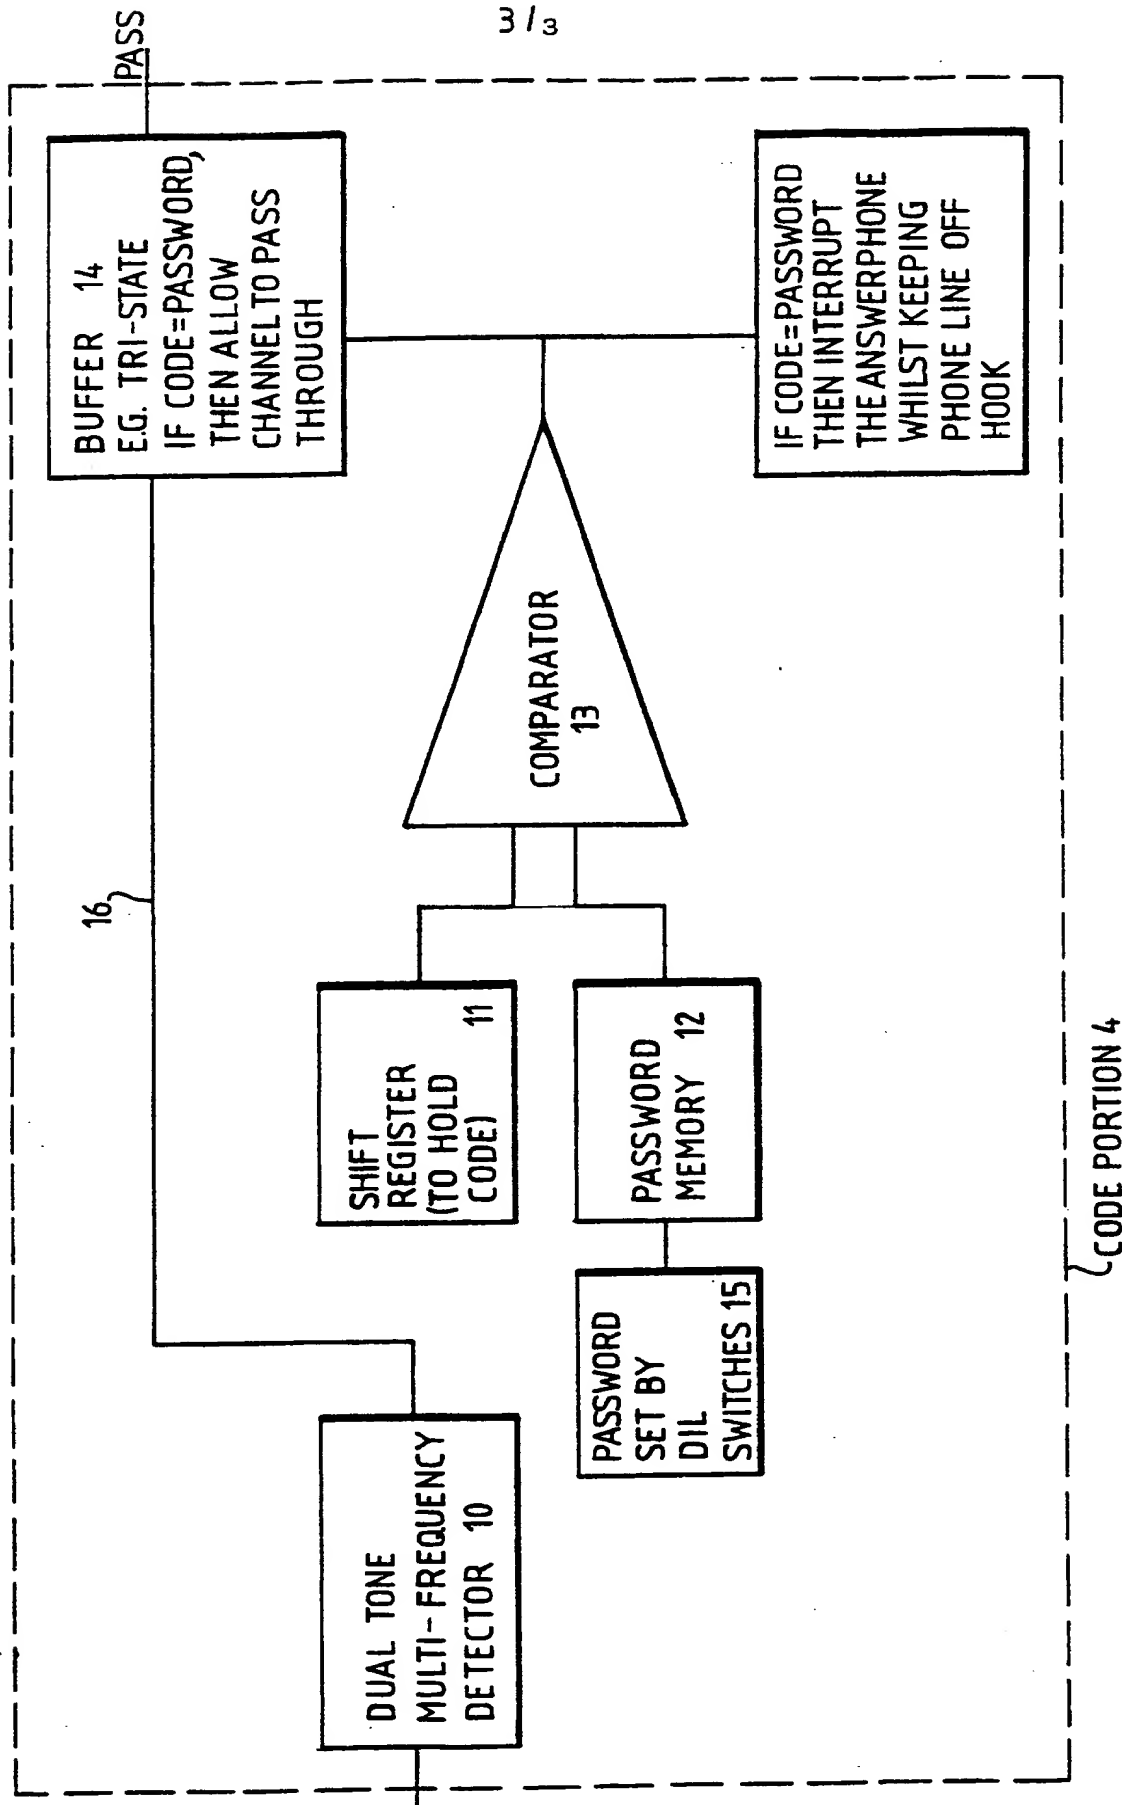 3/3
DUAL TONE
MULTI-FREQUENCY
DETECTOR 10
16
SHIFT
REGISTER
(TO HOLD
CODE) 11
PASSWORD
SET BY
DIL
SWITCHES 15
PASSWORD
MEMORY 12
COMPARATOR
13
BUFFER 14
E.G. TRI-STATE
IF CODE=PASSWORD,
THEN ALLOW
CHANNEL TO PASS
THROUGH
PASS
IF CODE=PASSWORD
THEN INTERRUPT
THE ANSWERPHONE
WHILST KEEPING
PHONE LINE OFF
HOOK
CODE PORTION 4